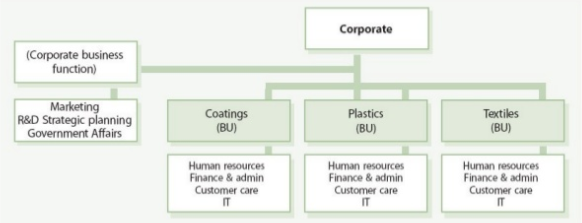 Corporate
(Corporate business
function)
Marketing
R&D Strategic planning
Government Affairs
Coatings
(BU)
Plastics
(BU)
Textiles
(BU)
Human resources
Finance & admin
Customer care
IT
Human resources
Finance & admin
Customer care
IT
Human resources
Finance & admin
Customer care
IT